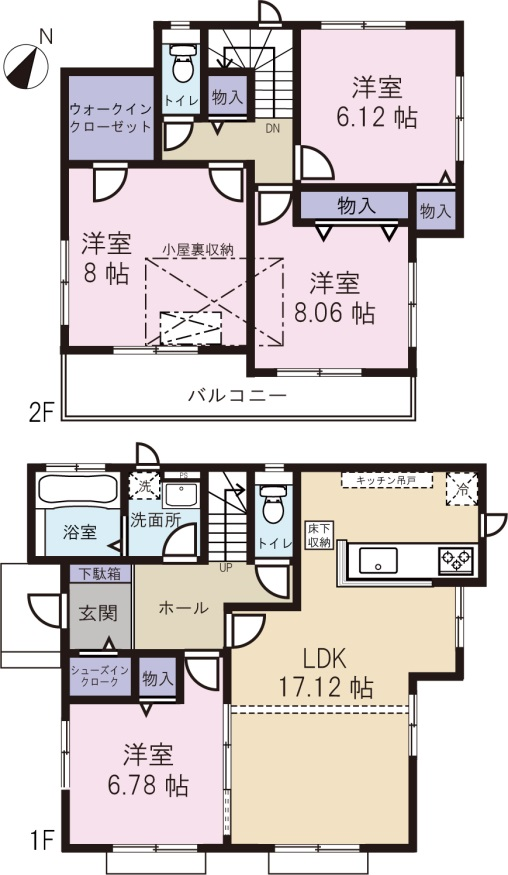 N
トイレ
物入
洋室
6.12 帖
ウォークイン
クローゼット
DN
物入
物入
洋室
8 帖
小屋裏収納
洋室
8.06 帖
バルコニー
2F
洗
PS
キッチン吊戸
冷
洗面所
浴室
トイレ
床下
収納
下駄箱
UP
玄関
ホール
LDK
17.12 帖
シューズイン
クローク
物入
洋室
6.78 帖
1F